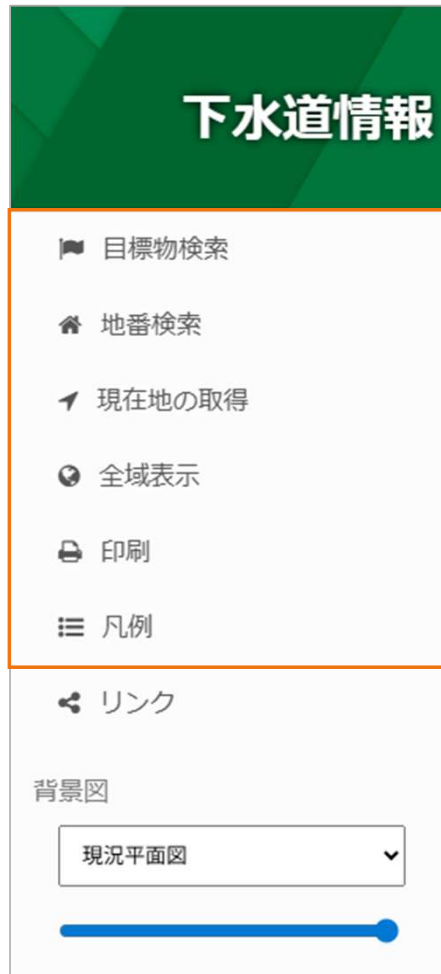 下水道情報
目標物検索
地番検索
現在地の取得
全域表示
印刷
凡例
リンク
背景図
現況平面図